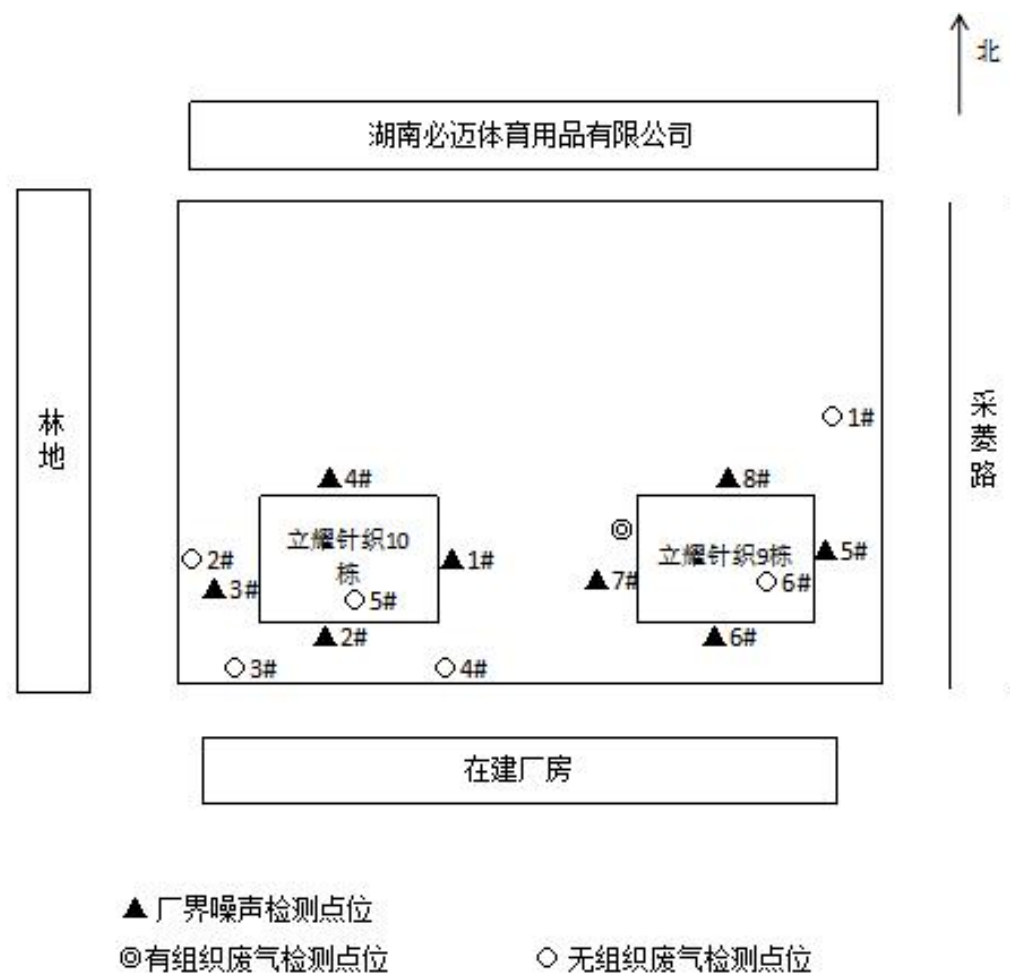 北
湖南必迈体育用品有限公司
林地
采菱路
1#
4#
8#
立耀针织10
栋
立耀针织9栋
2#
3#
1#
5#
7#
6#
5#
2#
6#
3#
4#
在建厂房
厂界噪声检测点位
有组织废气检测点位
无组织废气检测点位